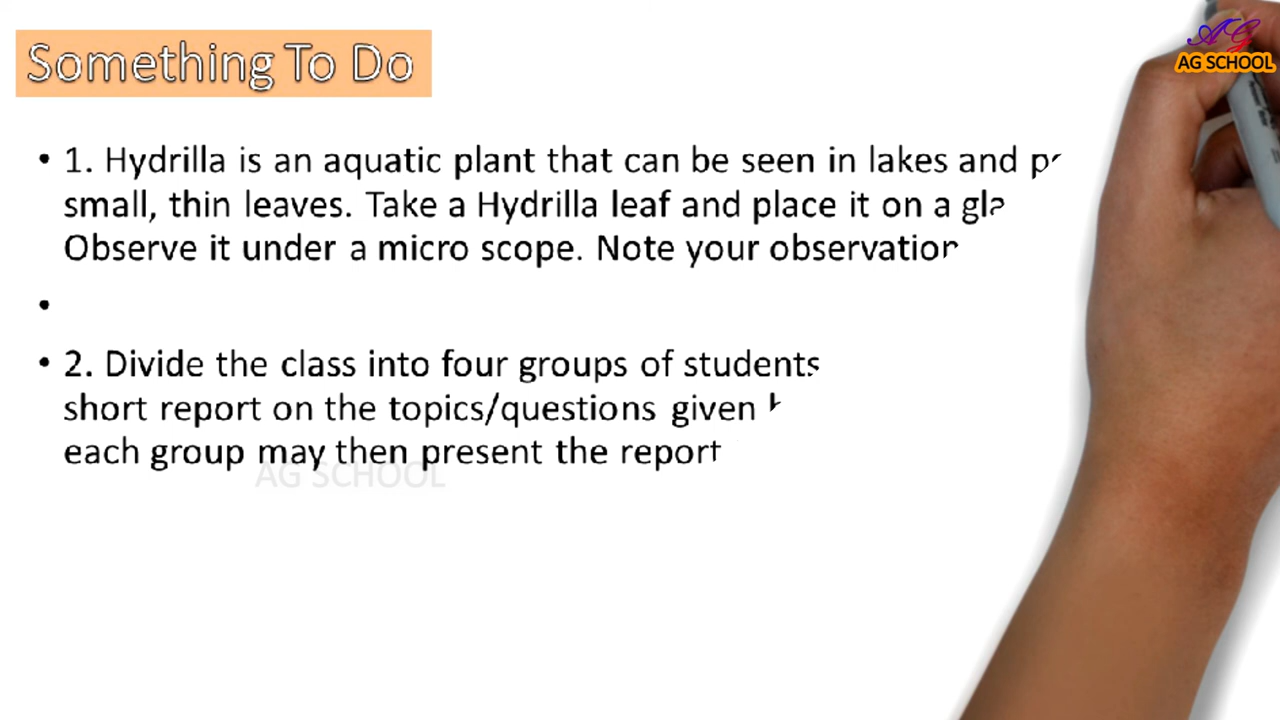 Something To Do
AG
AG SCHOOL
• 1. Hydrilla is an aquatic plant that can be seen in lakes and
small, thin leaves. Take a Hydrilla leaf and place it on a
Observe it under a micro scope. Note your
•
• 2. Divide the class into four groups of students
short report on the topics/questions given
each group may then present the report
AG SCHOOL